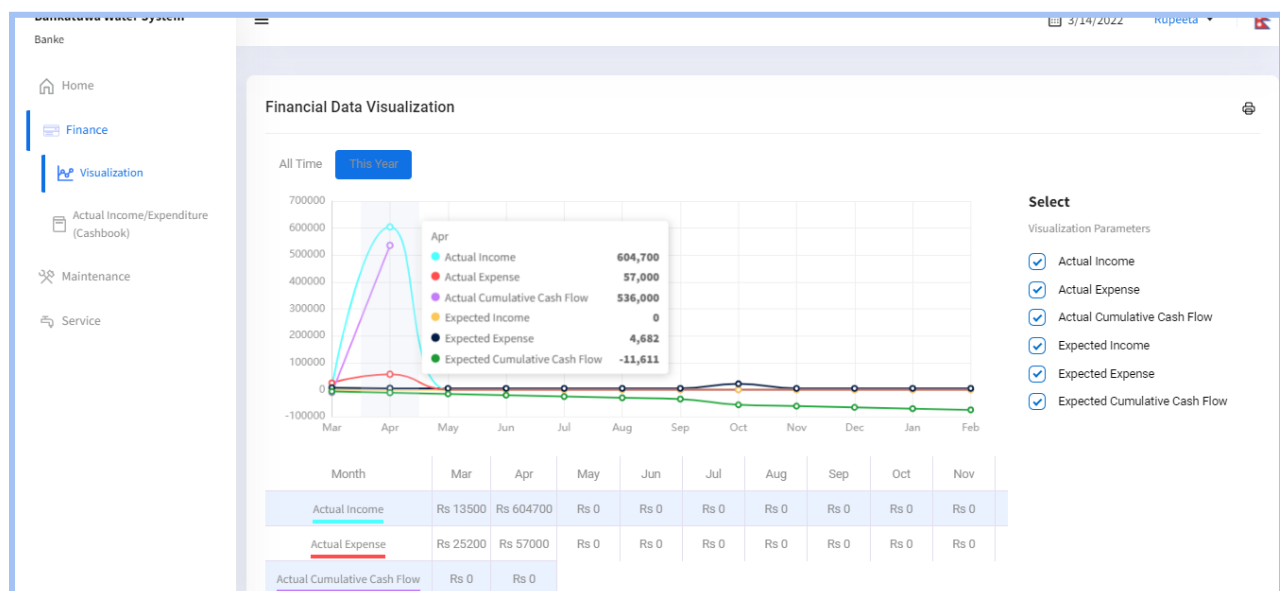 Bankatuwa Water System
Banke
3/14/2022 Rupeeta
Home
Finance
Visualization
Actual Income/Expenditure
(Cashbook)
Maintenance
Service
Financial Data Visualization
All Time This Year
700000
600000
500000
400000
300000
200000
100000
0
-100000
Mar Apr May Jun Jul Aug Sep Oct Nov Dec Jan Feb
Apr
Actual Income 604,700
Actual Expense 57,000
Actual Cumulative Cash Flow 536,000
Expected Income 0
Expected Expense 4,682
Expected Cumulative Cash Flow -11,611
Select
Visualization Parameters
Actual Income
Actual Expense
Actual Cumulative Cash Flow
Expected Income
Expected Expense
Expected Cumulative Cash Flow
Month Mar Apr May Jun Jul Aug Sep Oct Nov
Actual Income Rs 13500 Rs 604700 Rs 0 Rs 0 Rs 0 Rs 0 Rs 0 Rs 0 Rs 0
Actual Expense Rs 25200 Rs 57000 Rs 0 Rs 0 Rs 0 Rs 0 Rs 0 Rs 0 Rs 0
Actual Cumulative Cash Flow Rs 0 Rs 0